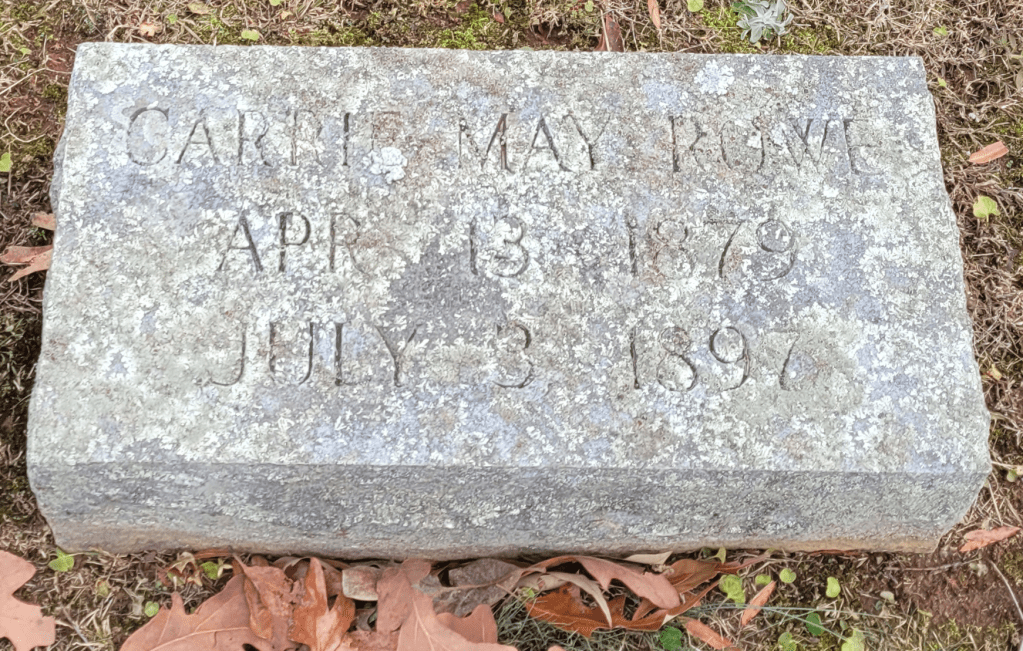 CARRIE MAY ROWE
APR 13 1879
JULY 3 1897